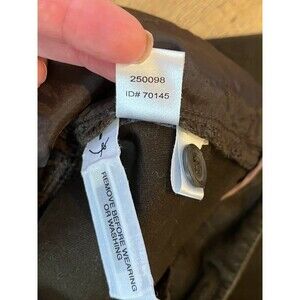 250098
ID# 70145
REMOVE BEFORE WEARING
OR WASHING